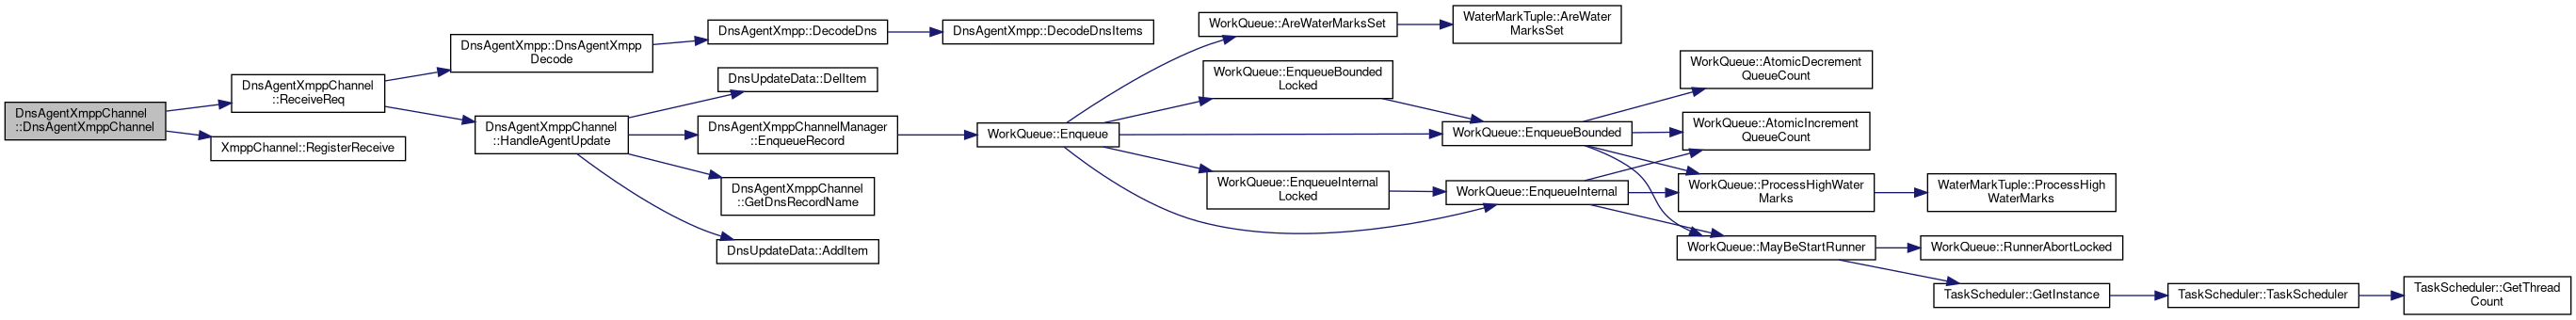 DnsAgentXmppChannel
::DnsAgentXmppChannel
DnsAgentXmppChannel
::ReceiveReq
XmppChannel::RegisterReceive
DnsAgentXmpp::DnsAgentXmpp
Decode
DnsAgentXmppChannel
::HandleAgentUpdate
DnsAgentXmpp::DecodeDns
DnsAgentXmpp::DecodeDnsItems
DnsUpdateData::DelItem
DnsAgentXmppChannelManager
::EnqueueRecord
DnsAgentXmppChannel
::GetDnsRecordName
DnsUpdateData::AddItem
WorkQueue::Enqueue
WorkQueue::AreWaterMarksSet
WaterMarkTuple::AreWater
MarksSet
WorkQueue::EnqueueBounded
Locked
WorkQueue::EnqueueInternal
Locked
WorkQueue::EnqueueBounded
WorkQueue::EnqueueInternal
WorkQueue::AtomicDecrement
QueueCount
WorkQueue::AtomicIncrement
QueueCount
WorkQueue::ProcessHighWater
Marks
WaterMarkTuple::ProcessHigh
WaterMarks
WorkQueue::MayBeStartRunner
WorkQueue::RunnerAbortLocked
TaskScheduler::GetInstance
TaskScheduler::TaskScheduler
TaskScheduler::GetThread
Count